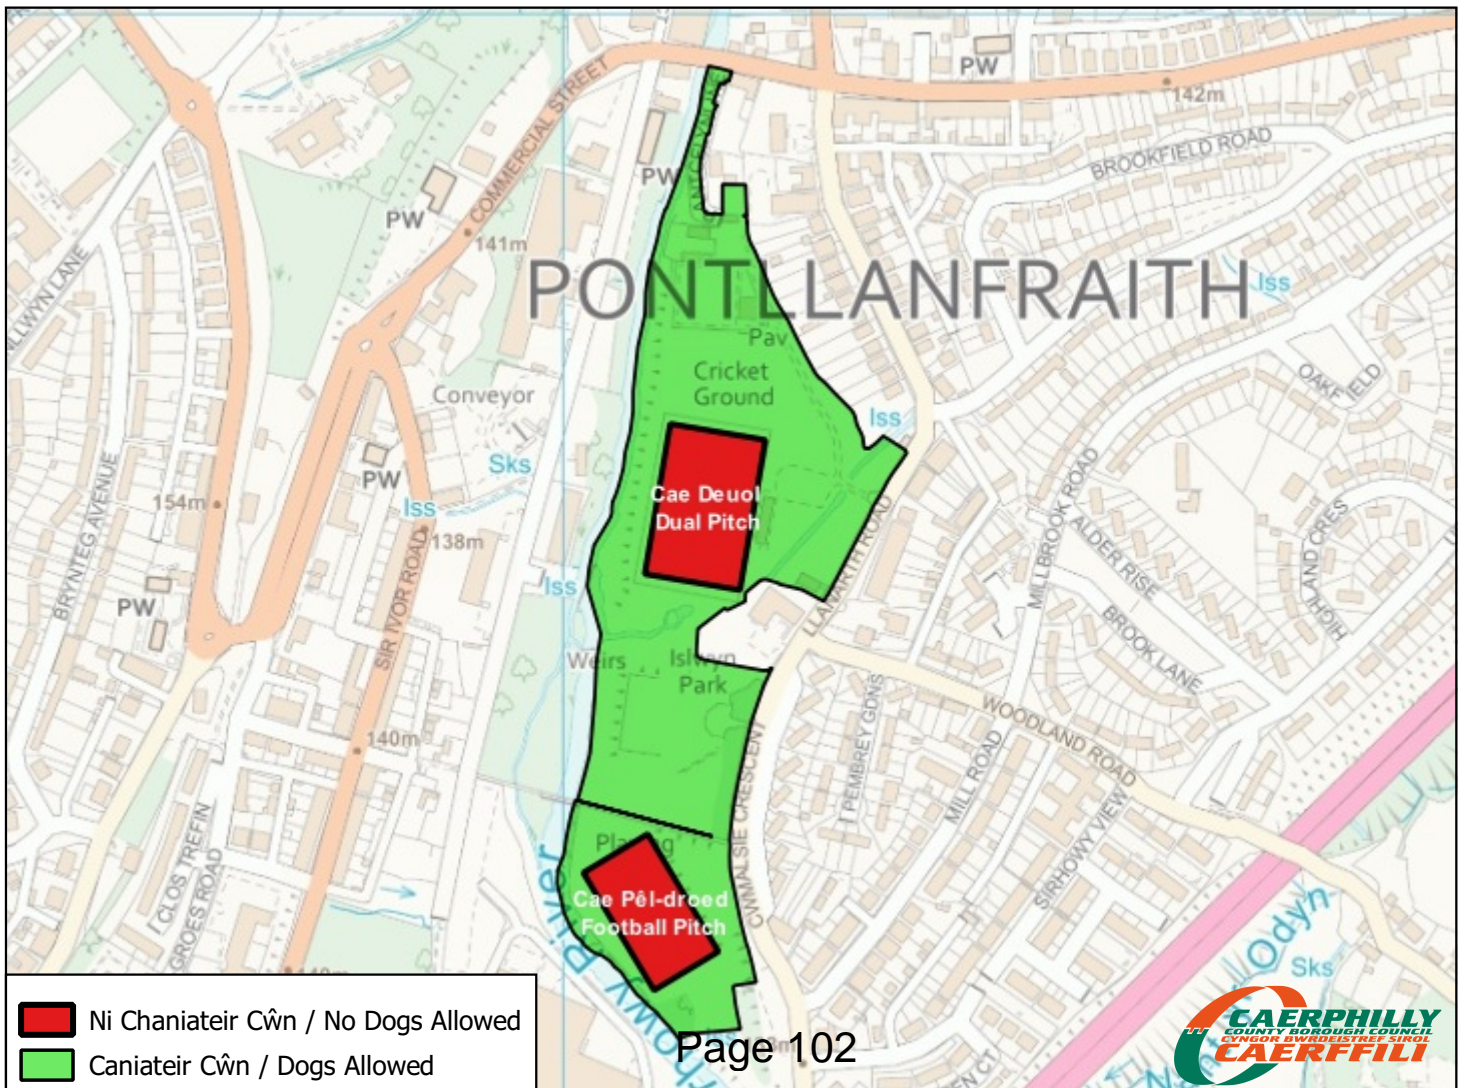 PW
142m
COMMERCIAL STREET
BROOKFIELD ROAD
PW
PW
141m
PONTLLANFRAITH
Iss
Pav
Cricket
Ground
OAKFIELD
Conveyor
Iss
Sks
PW
Iss
154m
138m
BRYNTEG AVENUE
SIR IVOR ROAD
Cae Deuol
Dual Pitch
LLANARTH ROAD
MILLBROOK ROAD
ALDER RISE
BROOK LANE
Iss
PW
Weirs
Islwyn
Park
WOODLAND ROAD
PEMBREY GDNS
MILL ROAD
SIRHOWY VIEW
140m
CWMALSIE CRESCENT
CLOS TREFIN
GROES ROAD
Cae Pêl-droed
Football Pitch
River
Sks
Ni Chaniateir Cŵn / No Dogs Allowed
Caniateir Cŵn / Dogs Allowed
Page 102
CAERPHILLY
COUNTY BOROUGH COUNCIL
CYNGOR BWRDEISTREF SIROL
CAERFFILI